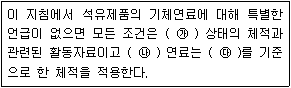 이 지침에서 석유제품의 기체연료에 대해 특별한
언급이 없으면 모든 조건은 ( ㉮ ) 상태의 체적과
관련된 활동자료이고 ( ㉯ ) 연료는 ( ㉰ )를 기준
으로 한 체적을 적용한다.